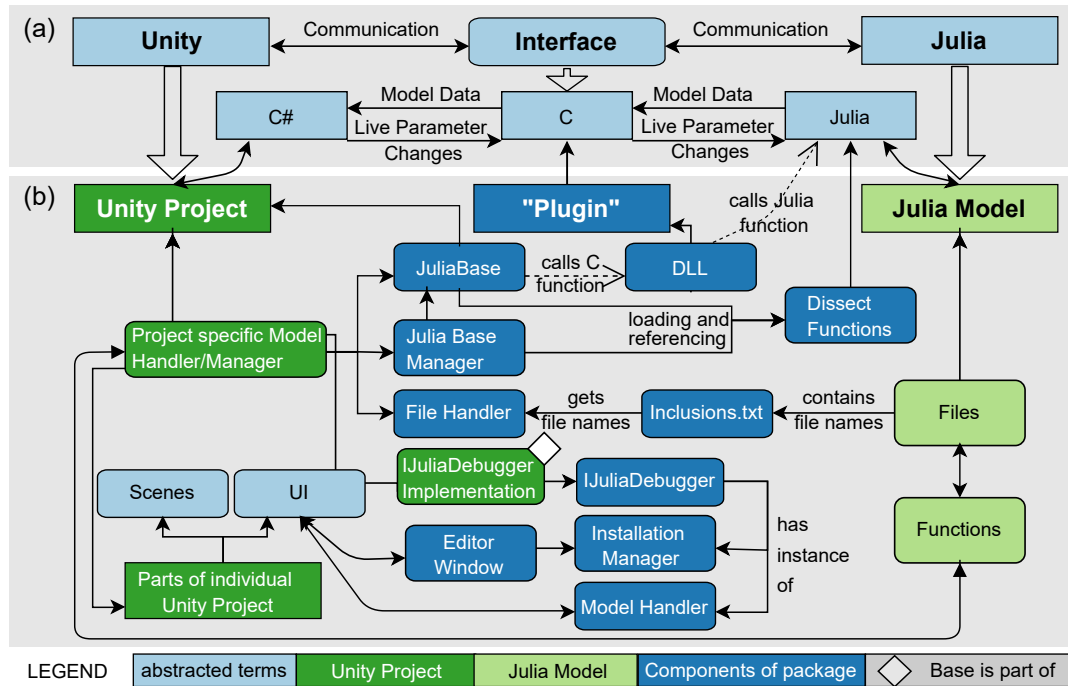 (a)
Unity
Communication
Interface
Communication
Julia
C#
Model Data
Live Parameter
Changes
C
Model Data
Live Parameter
Changes
Julia
(b)
Unity Project
"Plugin"
calls Julia
function
Julia Model
JuliaBase
calls C
function
DLL
Dissect
Functions
Project specific Model
Handler/Manager
Julia Base
Manager
loading and
referencing
File Handler
gets
file names
Inclusions.txt
contains
file names
Files
Scenes
UI
IJuliaDebugger
Implementation
IJuliaDebugger
Functions
Editor
Window
Installation
Manager
has
instance
of
Parts of individual
Unity Project
Model Handler
LEGEND
abstracted terms
Unity Project
Julia Model
Components of package
Base is part of